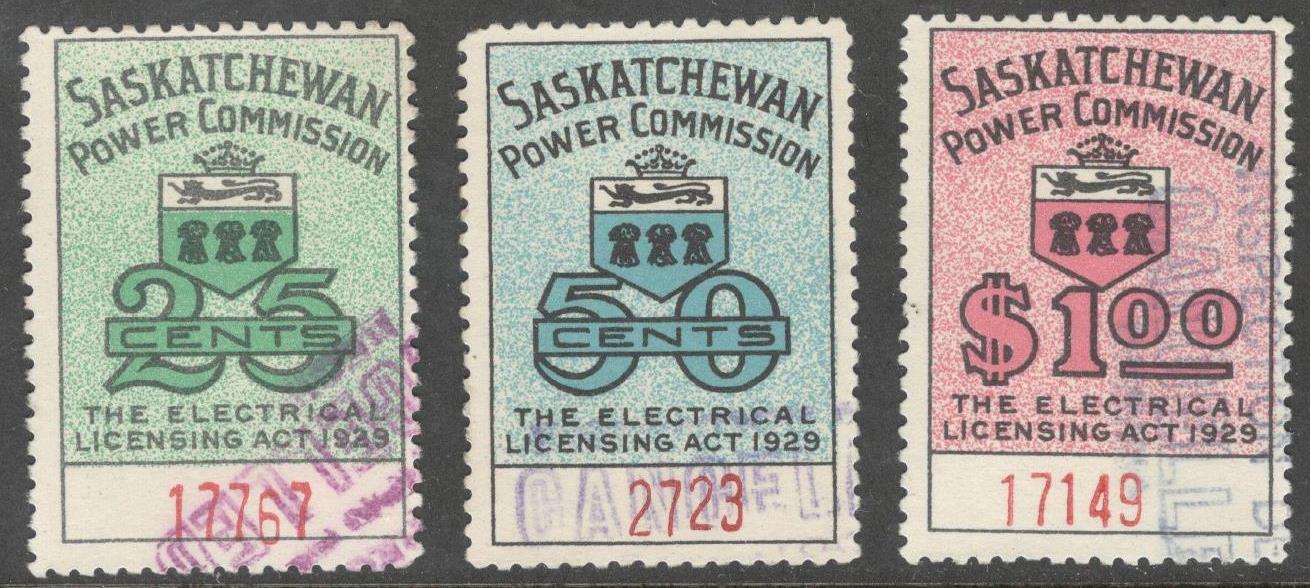 SASKATCHEWAN
POWER COMMISSION
25
CENTS
THE ELECTRICAL
LICENSING ACT 1929
17767
SASKATCHEWAN
POWER COMMISSION
50
CENTS
THE ELECTRICAL
LICENSING ACT 1929
CANCELL
2723
SASKATCHEWAN
POWER COMMISSION
$1.00
THE ELECTRICAL
LICENSING ACT 1929
17149